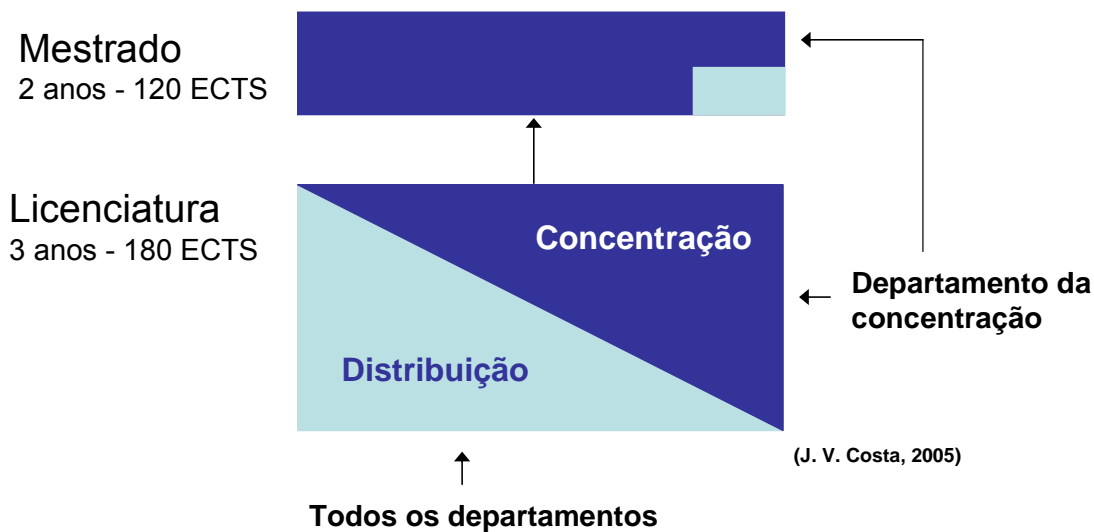 Mestrado
2 anos - 120 ECTS
Licenciatura
3 anos - 180 ECTS
Concentração
Distribuição
Departamento da
concentração
(J. V. Costa, 2005)
Todos os departamentos